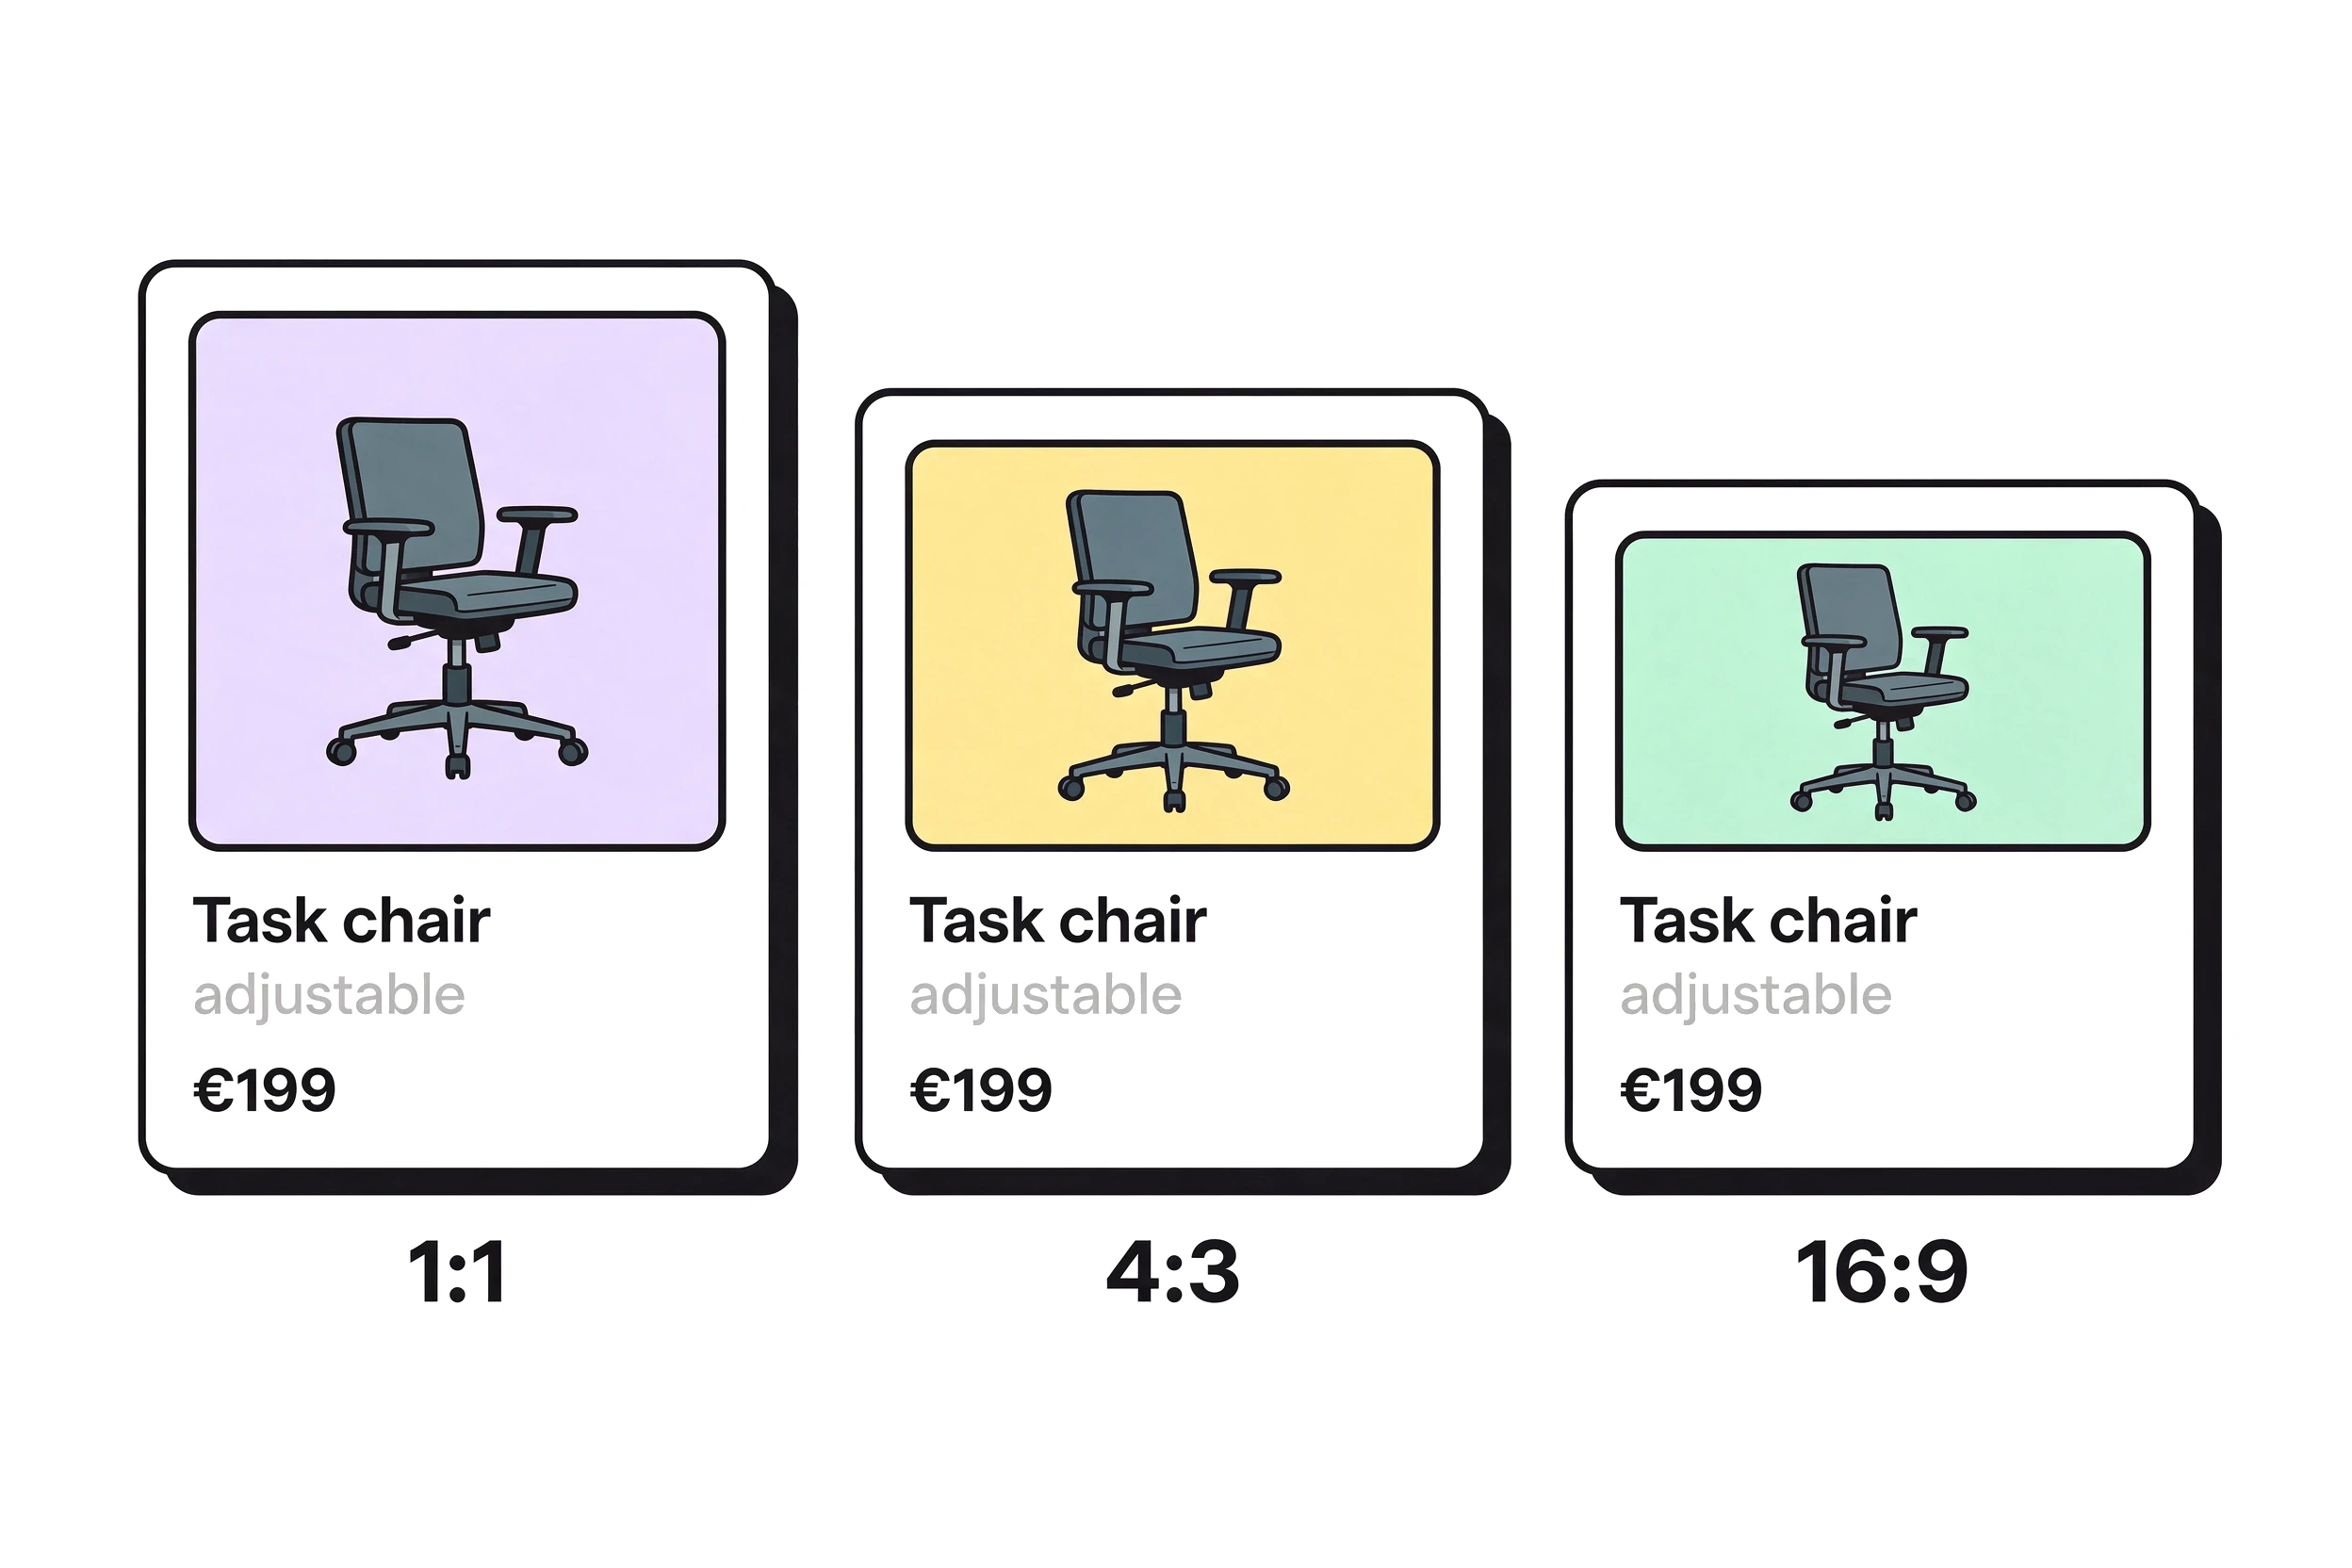 Task chair
adjustable
€199
1:1
Task chair
adjustable
€199
4:3
Task chair
adjustable
€199
16:9